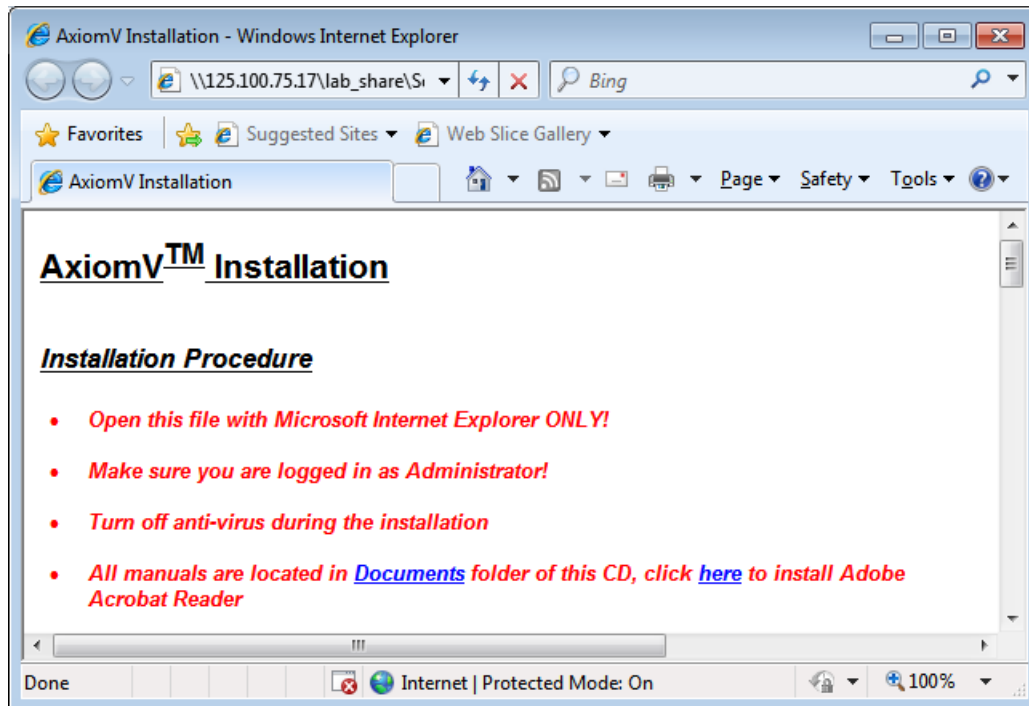 AxiomV Installation - Windows Internet Explorer
\\125.100.75.17\lab_share\S
Bing
Favorites Suggested Sites Web Slice Gallery
AxiomV Installation Page Safety Tools
AxiomV™ Installation
Installation Procedure
• Open this file with Microsoft Internet Explorer ONLY!
• Make sure you are logged in as Administrator!
• Turn off anti-virus during the installation
• All manuals are located in Documents folder of this CD, click here to install Adobe
Acrobat Reader
Done Internet | Protected Mode: On 100%